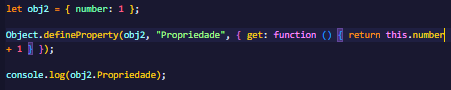 let obj2 = { number: 1 };
Object.defineProperty(obj2, "Propriedade", { get: function () { return this.number
+ 1 } });
console.log(obj2.Propriedade);